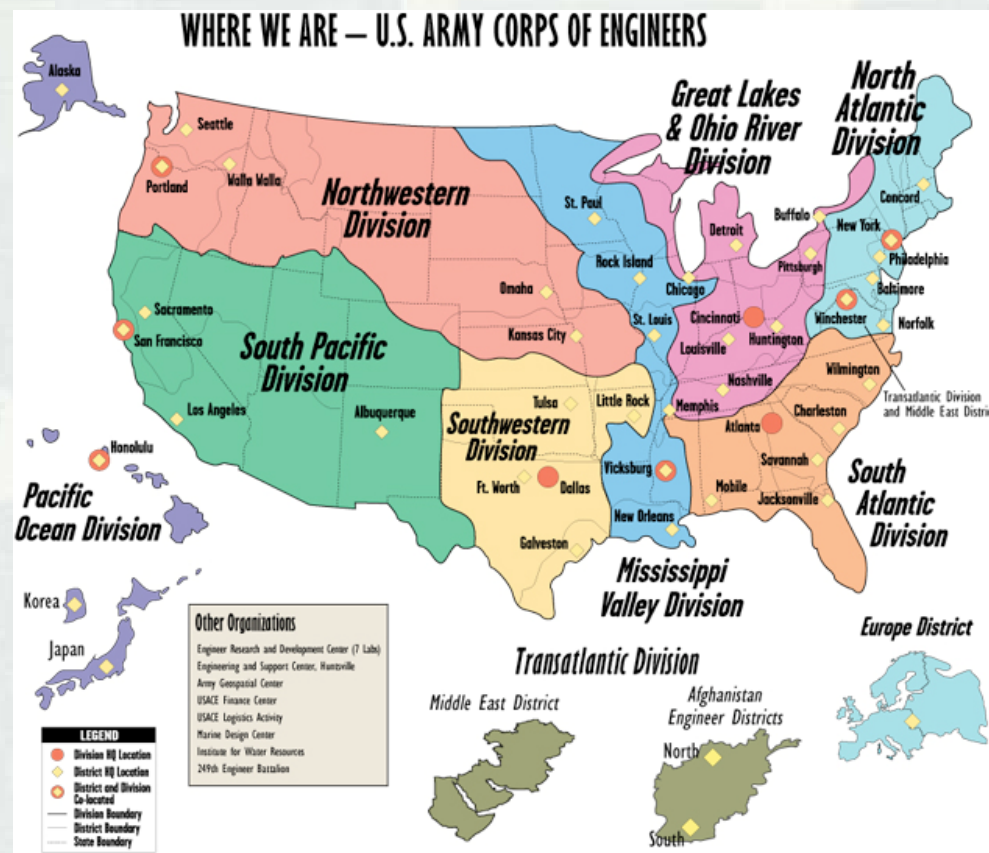 WHERE WE ARE – U.S. ARMY CORPS OF ENGINEERS
Alaska
Seattle
Portland
Walla Walla
Northwestern
Division
Great Lakes
& Ohio River
Division
North
Atlantic
Division
St. Paul
Detroit
Buffalo
Concord
New York
Rock Island
Chicago
Pittsburgh
Philadelphia
Baltimore
Omaha
Kansas City
St. Louis
Cincinnati
Louisville
Huntington
Winchester
Norfolk
Sacramento
San Francisco
South Pacific
Division
Los Angeles
Albuquerque
Nashville
Wilmington
Transatlantic Division
and Middle East Distric
Tulsa
Little Rock
Memphis
Atlanta
Charleston
Southwestern
Division
Ft. Worth
Dallas
Vicksburg
Savannah
Mobile
Jacksonville
South
Atlantic
Division
Honolulu
Pacific
Ocean Division
Galveston
New Orleans
Mississippi
Valley Division
Korea
Japan
Other Organizations
Engineer Research and Development Center (7 Labs)
Engineering and Support Center, Huntsville
Army Geospatial Center
USACE Finance Center
USACE Logistics Activity
Marine Design Center
Institute for Water Resources
249th Engineer Battalion
Transatlantic Division
Middle East District
Afghanistan
Engineer Districts
North
South
Europe District
LEGEND
Division HQ Location
District HQ Location
District and Division
Co-located
Division Boundary
District Boundary
State Boundary